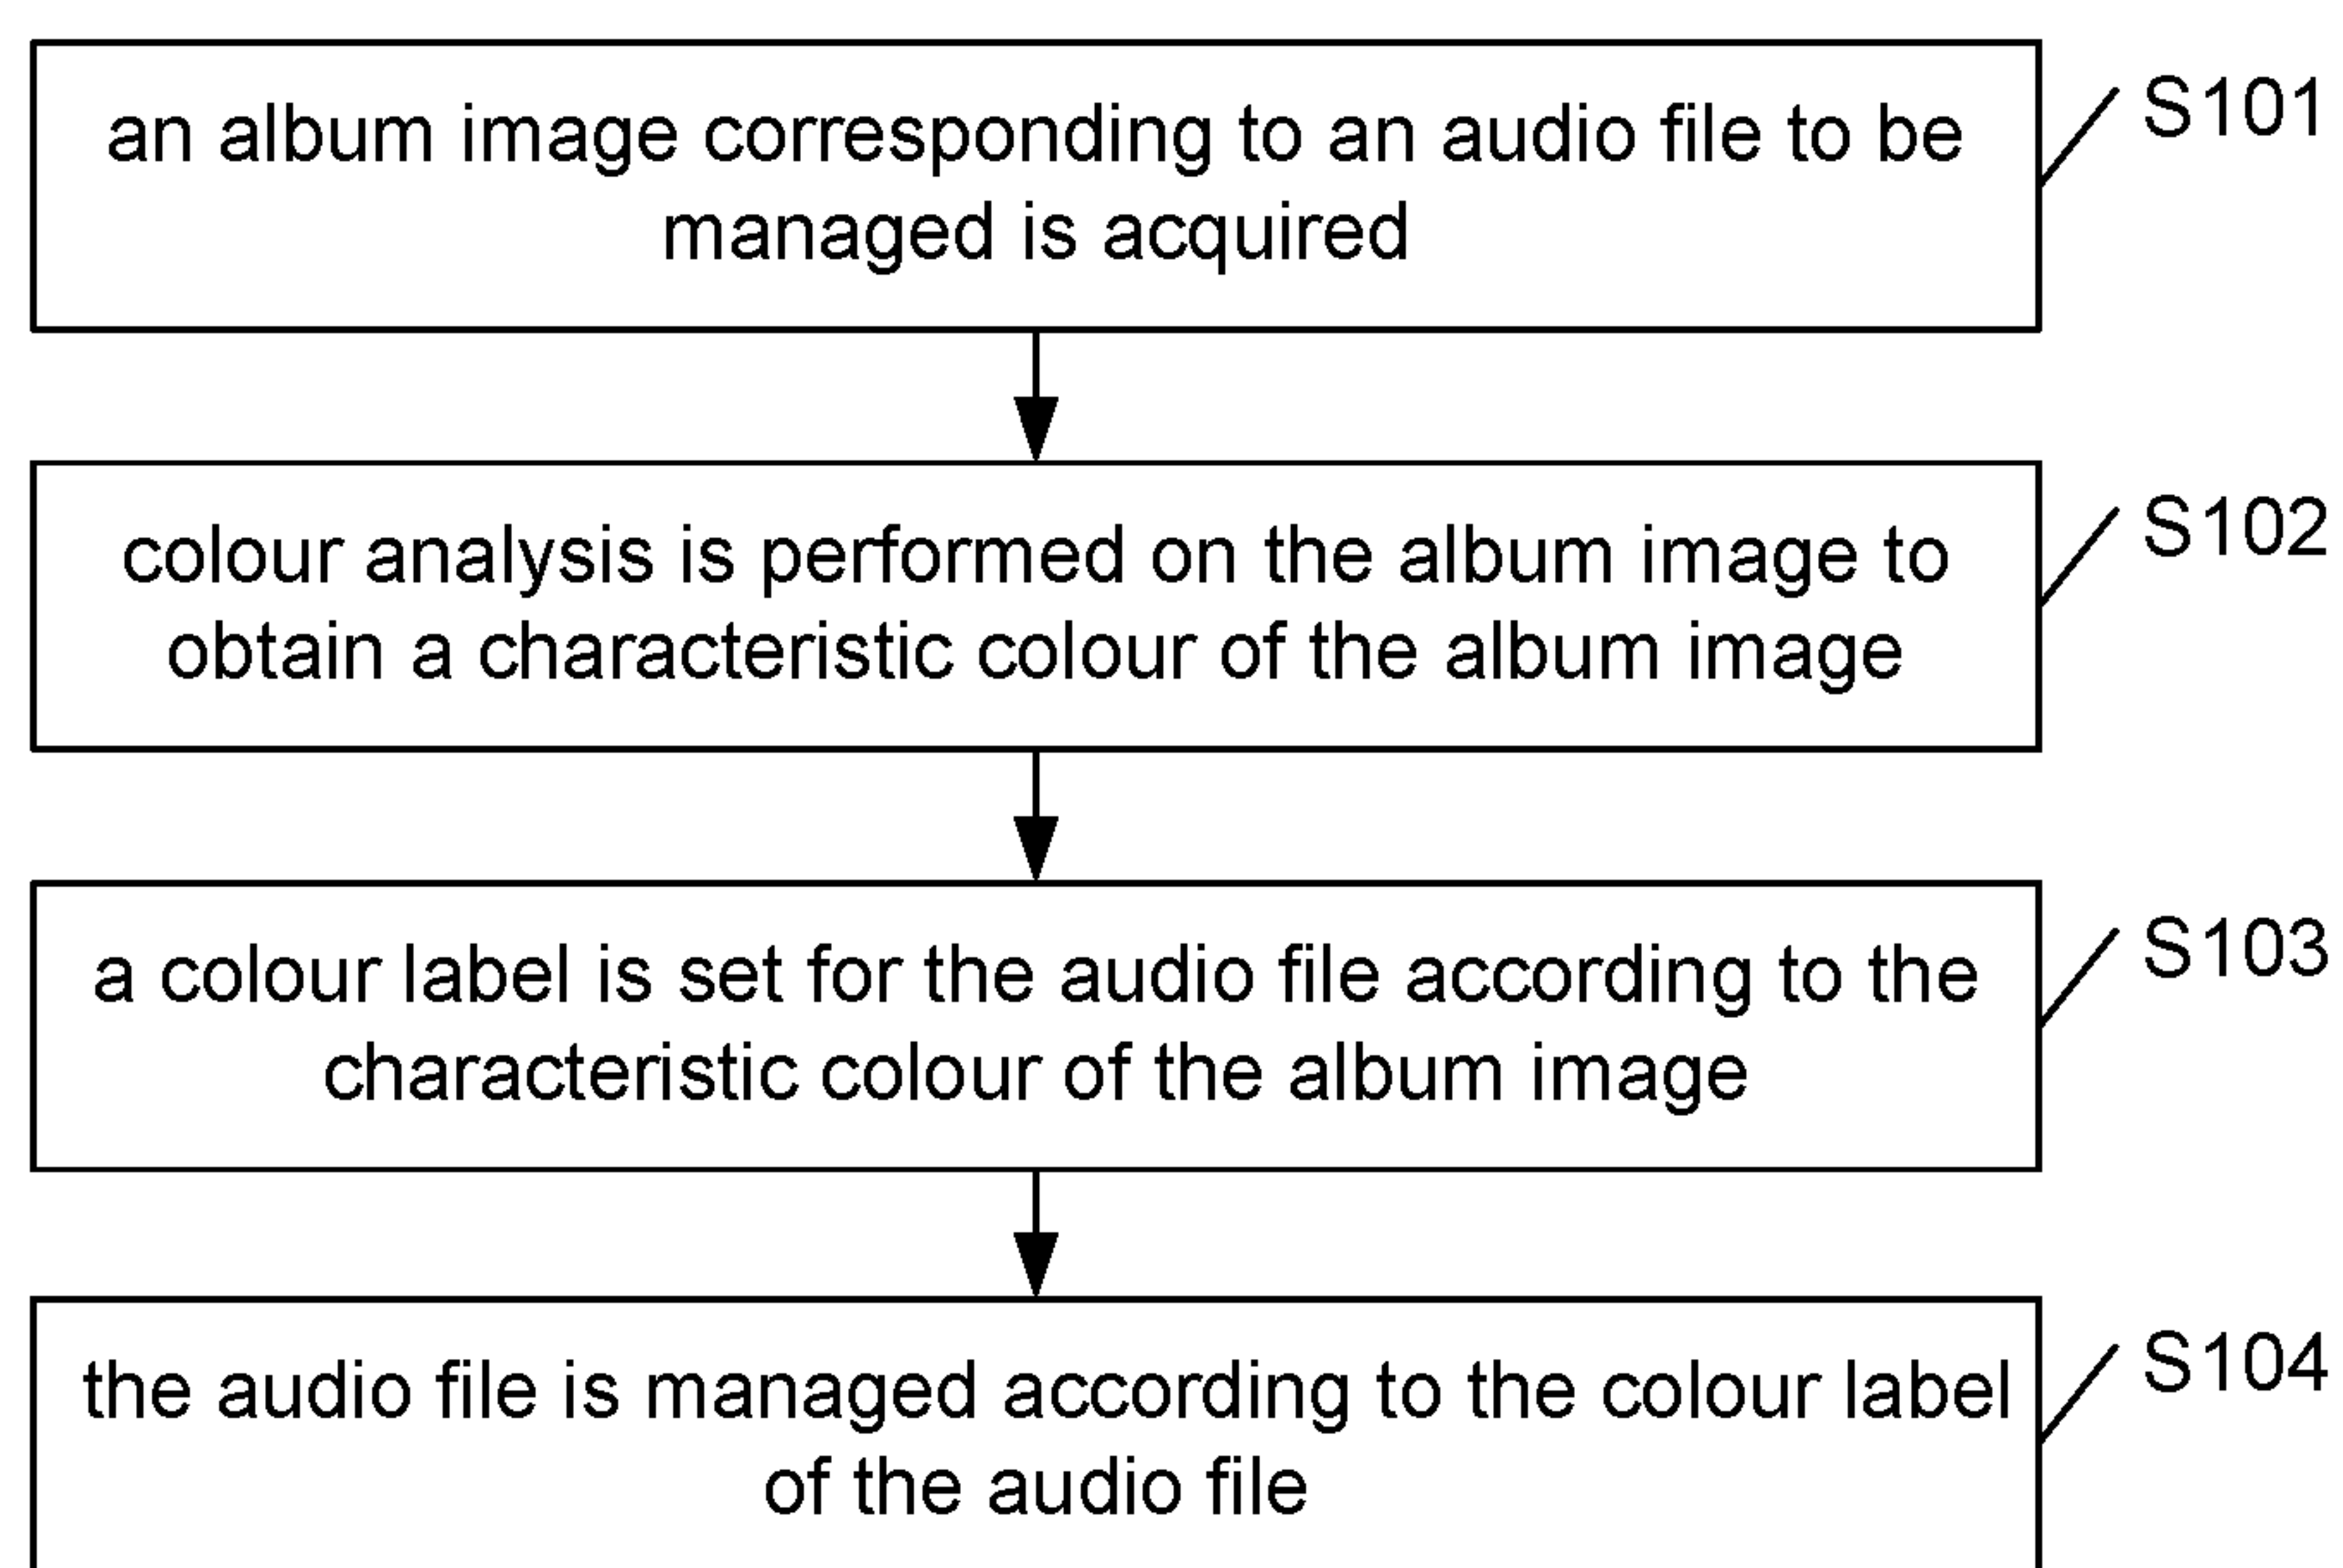 an album image corresponding to an audio file to be
managed is acquired
S101
colour analysis is performed on the album image to
obtain a characteristic colour of the album image
S102
a colour label is set for the audio file according to the
characteristic colour of the album image
S103
the audio file is managed according to the colour label
of the audio file
S104